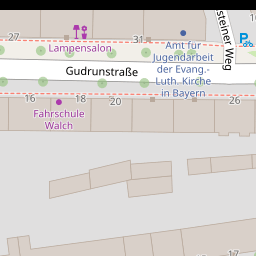 27
31
Lampensalon
Amt für
Jugendarbeit
der Evang.-
Luth. Kirche
in Bayern
steiner Weg
P
Gudrunstraße
16
18
20
26
Fahrschule
Walch
17